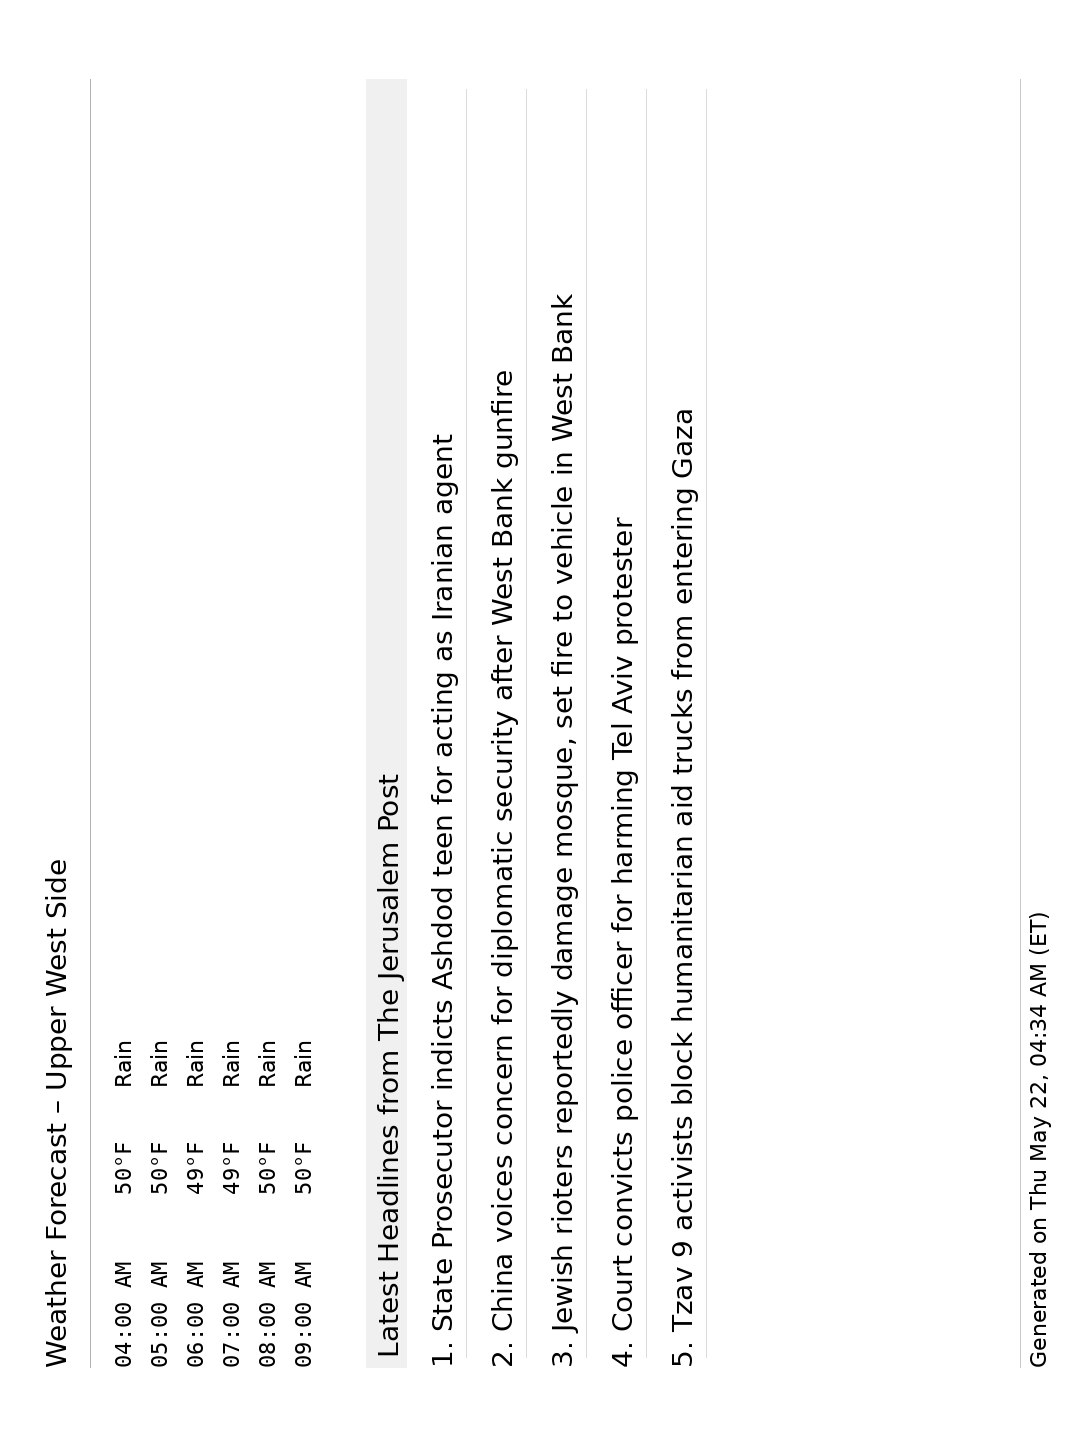 Weather Forecast – Upper West Side
04:00 AM 50°F Rain
05:00 AM 50°F Rain
06:00 AM 49°F Rain
07:00 AM 49°F Rain
08:00 AM 50°F Rain
09:00 AM 50°F Rain
Latest Headlines from The Jerusalem Post
1. State Prosecutor indicts Ashdod teen for acting as Iranian agent
2. China voices concern for diplomatic security after West Bank gunfire
3. Jewish rioters reportedly damage mosque, set fire to vehicle in West Bank
4. Court convicts police officer for harming Tel Aviv protester
5. Tzav 9 activists block humanitarian aid trucks from entering Gaza
Generated on Thu May 22, 04:34 AM (ET)